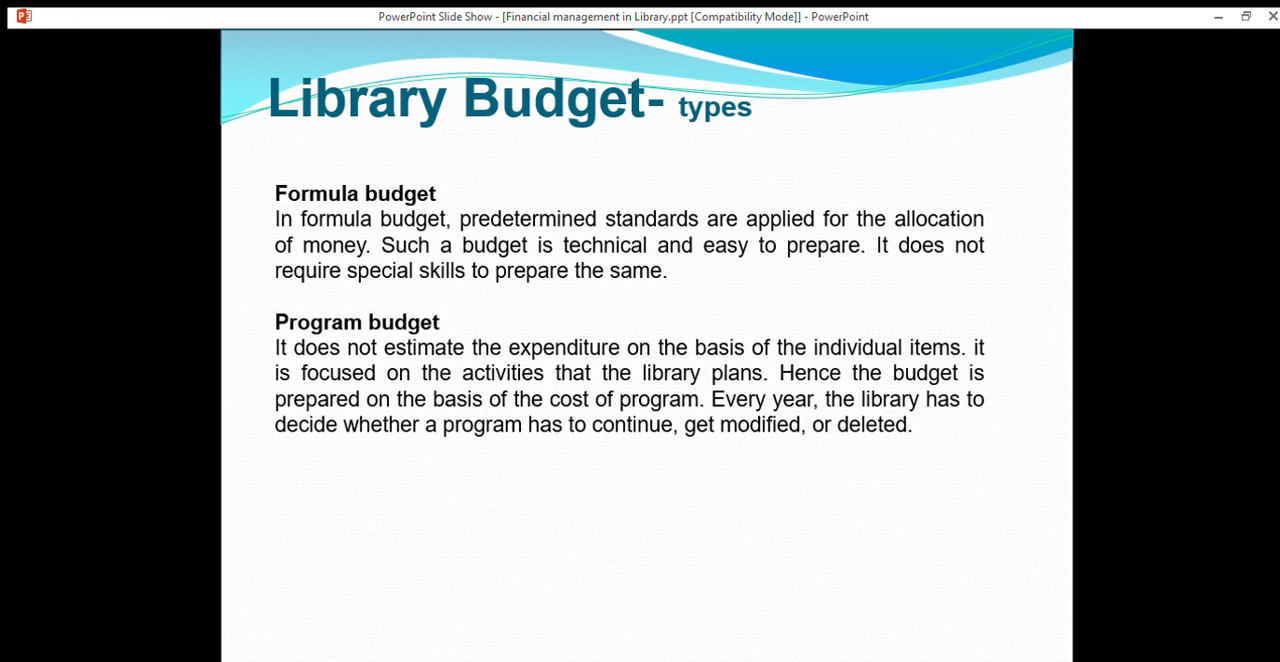 PowerPoint Slide Show - [Financial management in Library.ppt [Compatibility Mode]] - PowerPoint
Library Budget- types
Formula budget
In formula budget, predetermined standards are applied for the allocation
of money. Such a budget is technical and easy to prepare. It does not
require special skills to prepare the same.
Program budget
It does not estimate the expenditure on the basis of the individual items. it
is focused on the activities that the library plans. Hence the budget is
prepared on the basis of the cost of program. Every year, the library has to
decide whether a program has to continue, get modified, or deleted.